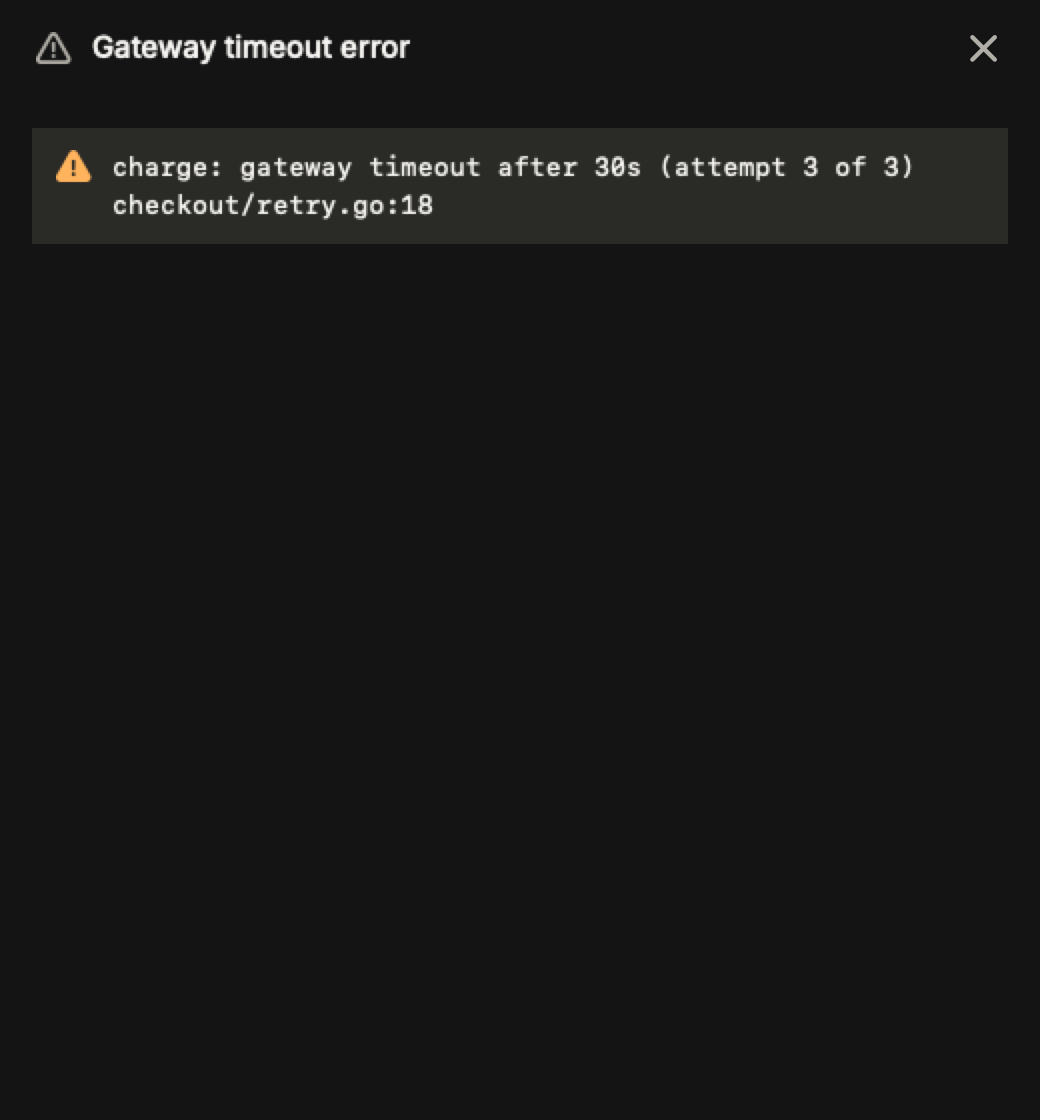 Gateway timeout error
charge: gateway timeout after 30s (attempt 3 of 3)
checkout/retry.go:18